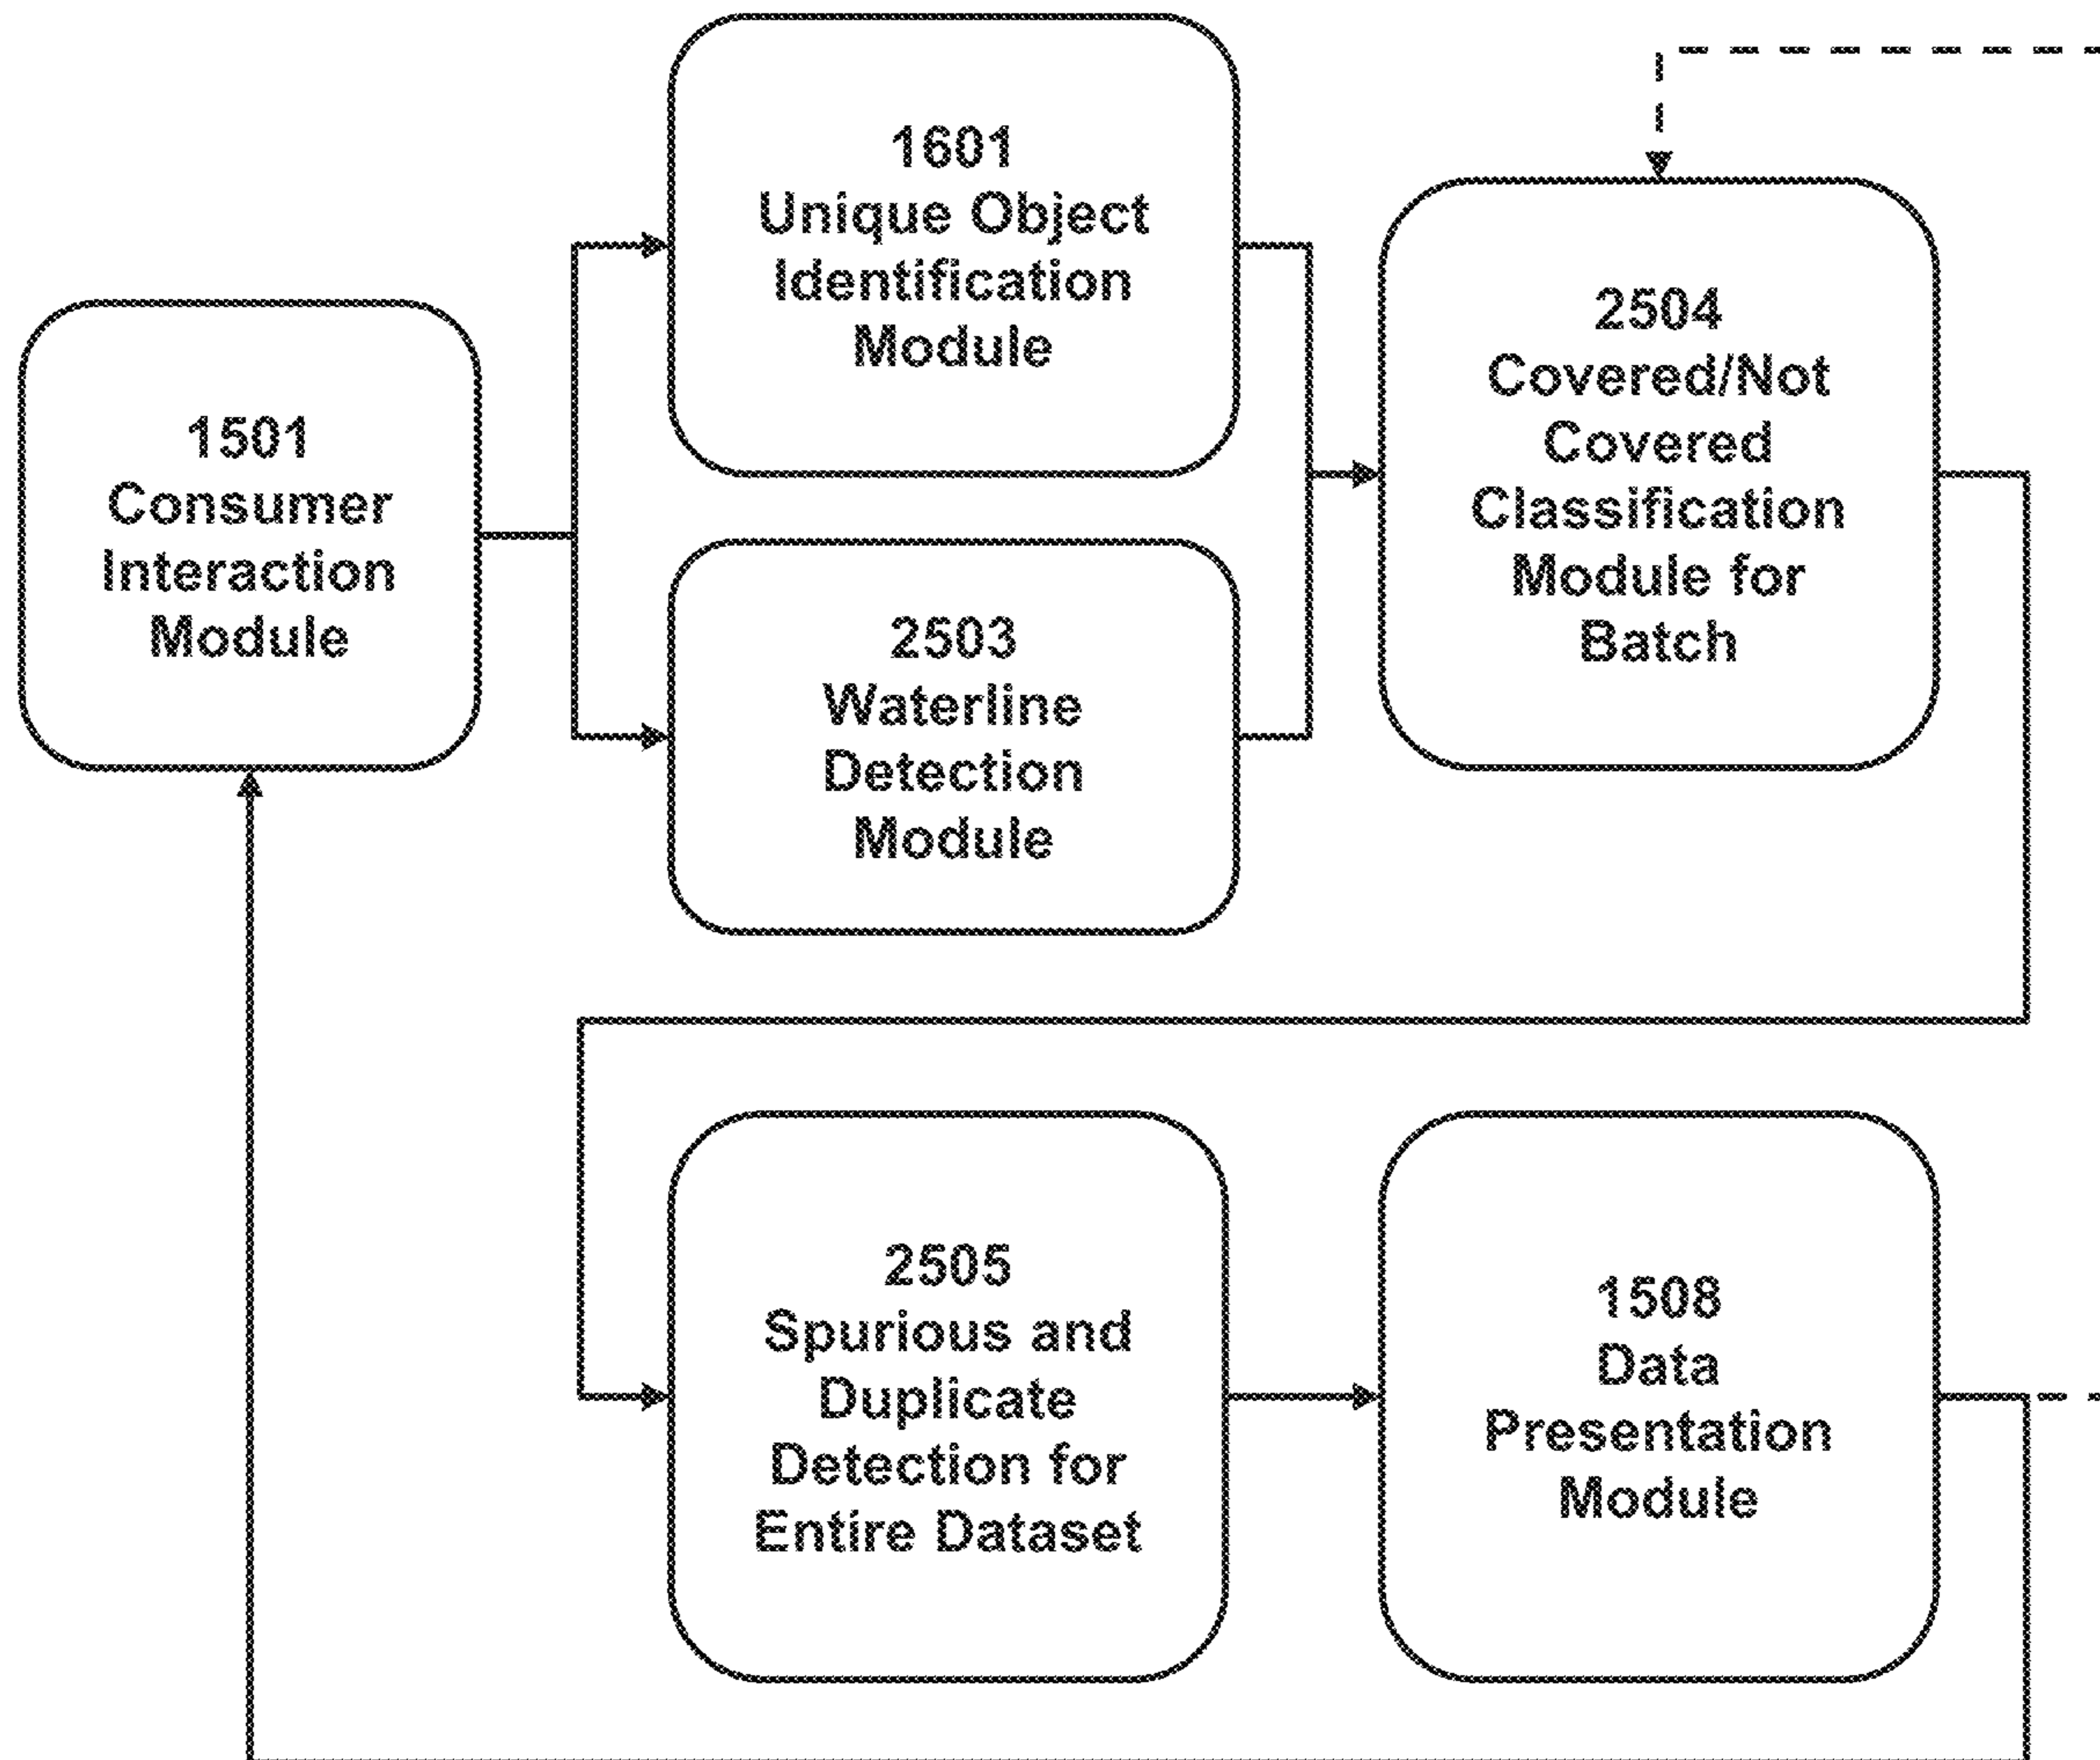 1501
Consumer
Interaction
Module
1601
Unique Object
Identification
Module
2503
Waterline
Detection
Module
2504
Covered/Not
Covered
Classification
Module for
Batch
2505
Spurious and
Duplicate
Detection for
Entire Dataset
1508
Data
Presentation
Module